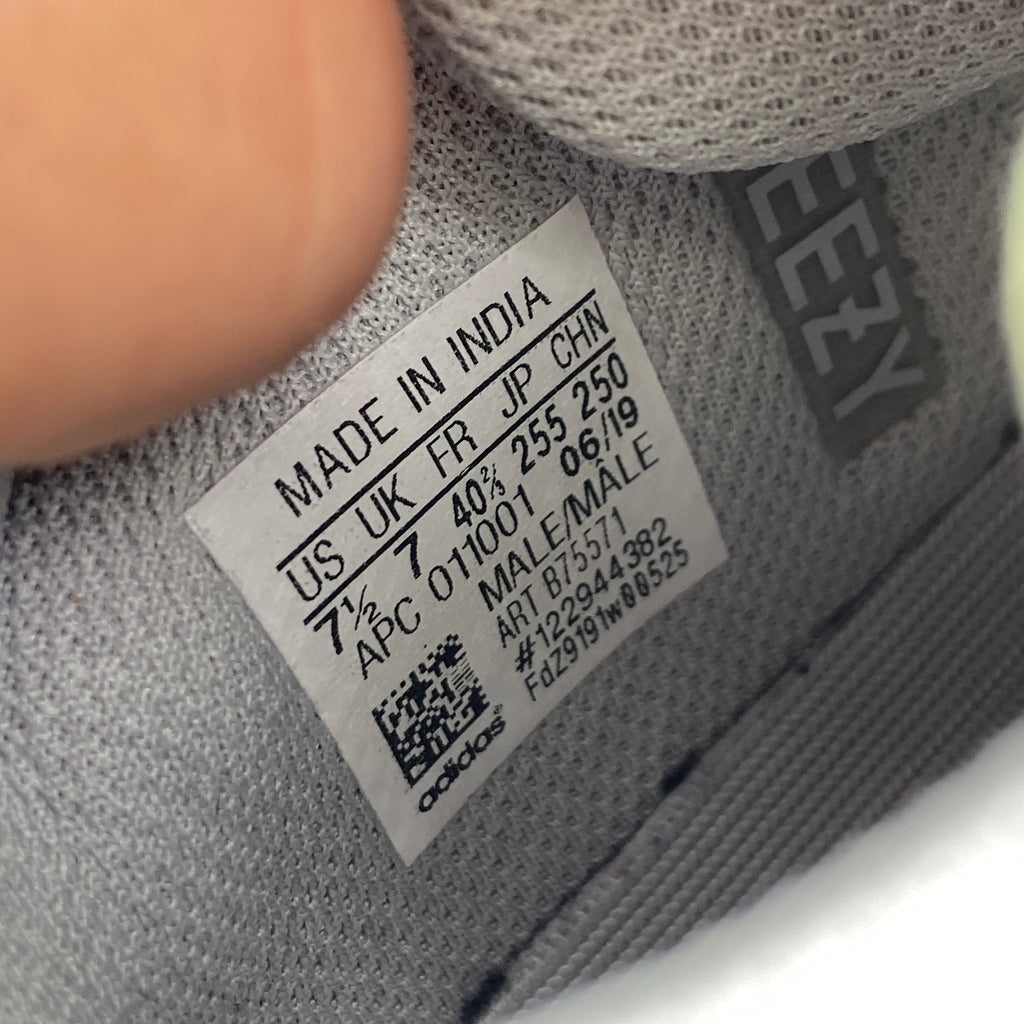 MADE IN INDIA
US UK FR JP CHN
7½ 7 40⅔ 255 250
APC 011001 06/19
MALE/MÂLE
ART B75571
#122944382
FdZ9191w00525
adidas®
EEZY